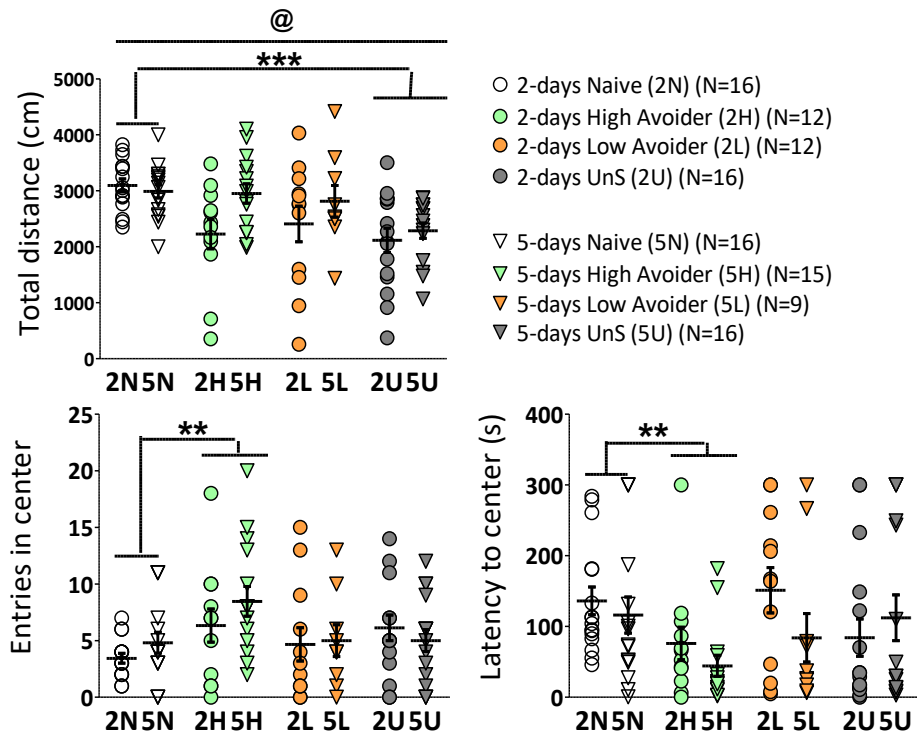 @
***
Total distance (cm)
5000
4000
3000
2000
1000
0
2N 5N 2H 5H 2L 5L 2U 5U
2-days Naive (2N) (N=16)
2-days High Avoider (2H) (N=12)
2-days Low Avoider (2L) (N=12)
2-days UnS (2U) (N=16)
5-days Naive (5N) (N=16)
5-days High Avoider (5H) (N=15)
5-days Low Avoider (5L) (N=9)
5-days UnS (5U) (N=16)
Entries in center
25
20
15
10
5
0
**
2N 5N 2H 5H 2L 5L 2U 5U
Latency to center (s)
400
300
200
100
0
**
2N 5N 2H 5H 2L 5L 2U 5U